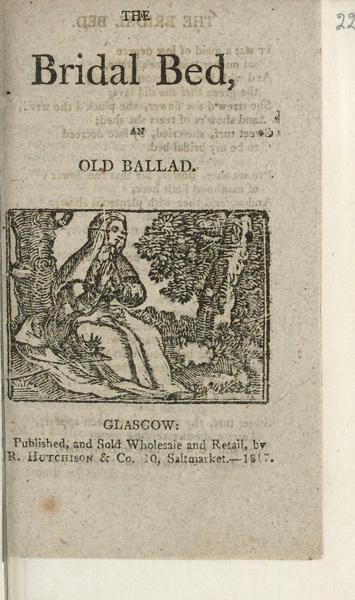 22
THE
Bridal Bed,
AN
OLD BALLAD.
GLASGOW:
Published, and Sold Wholesale and Retail, by
R. HUTCHISON & Co. 10, Saltmarket.—1817.